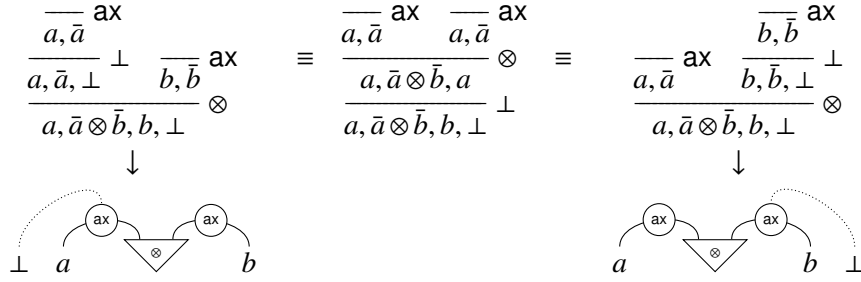 ax ax ax ax
a, ā a, ā a, ā b, b̄
⊥ ax ≡ ⊗ ≡ ax ⊥
a, ā, ⊥ b, b̄ a, ā ⊗ b̄, a a, ā b, b̄, ⊥
⊗ ⊥ ⊗
a, ā ⊗ b̄, b, ⊥ a, ā ⊗ b̄, b, ⊥ a, ā ⊗ b̄, b, ⊥
↓ ↓
ax ax ax ax
⊗ ⊗
⊥ a b a b ⊥